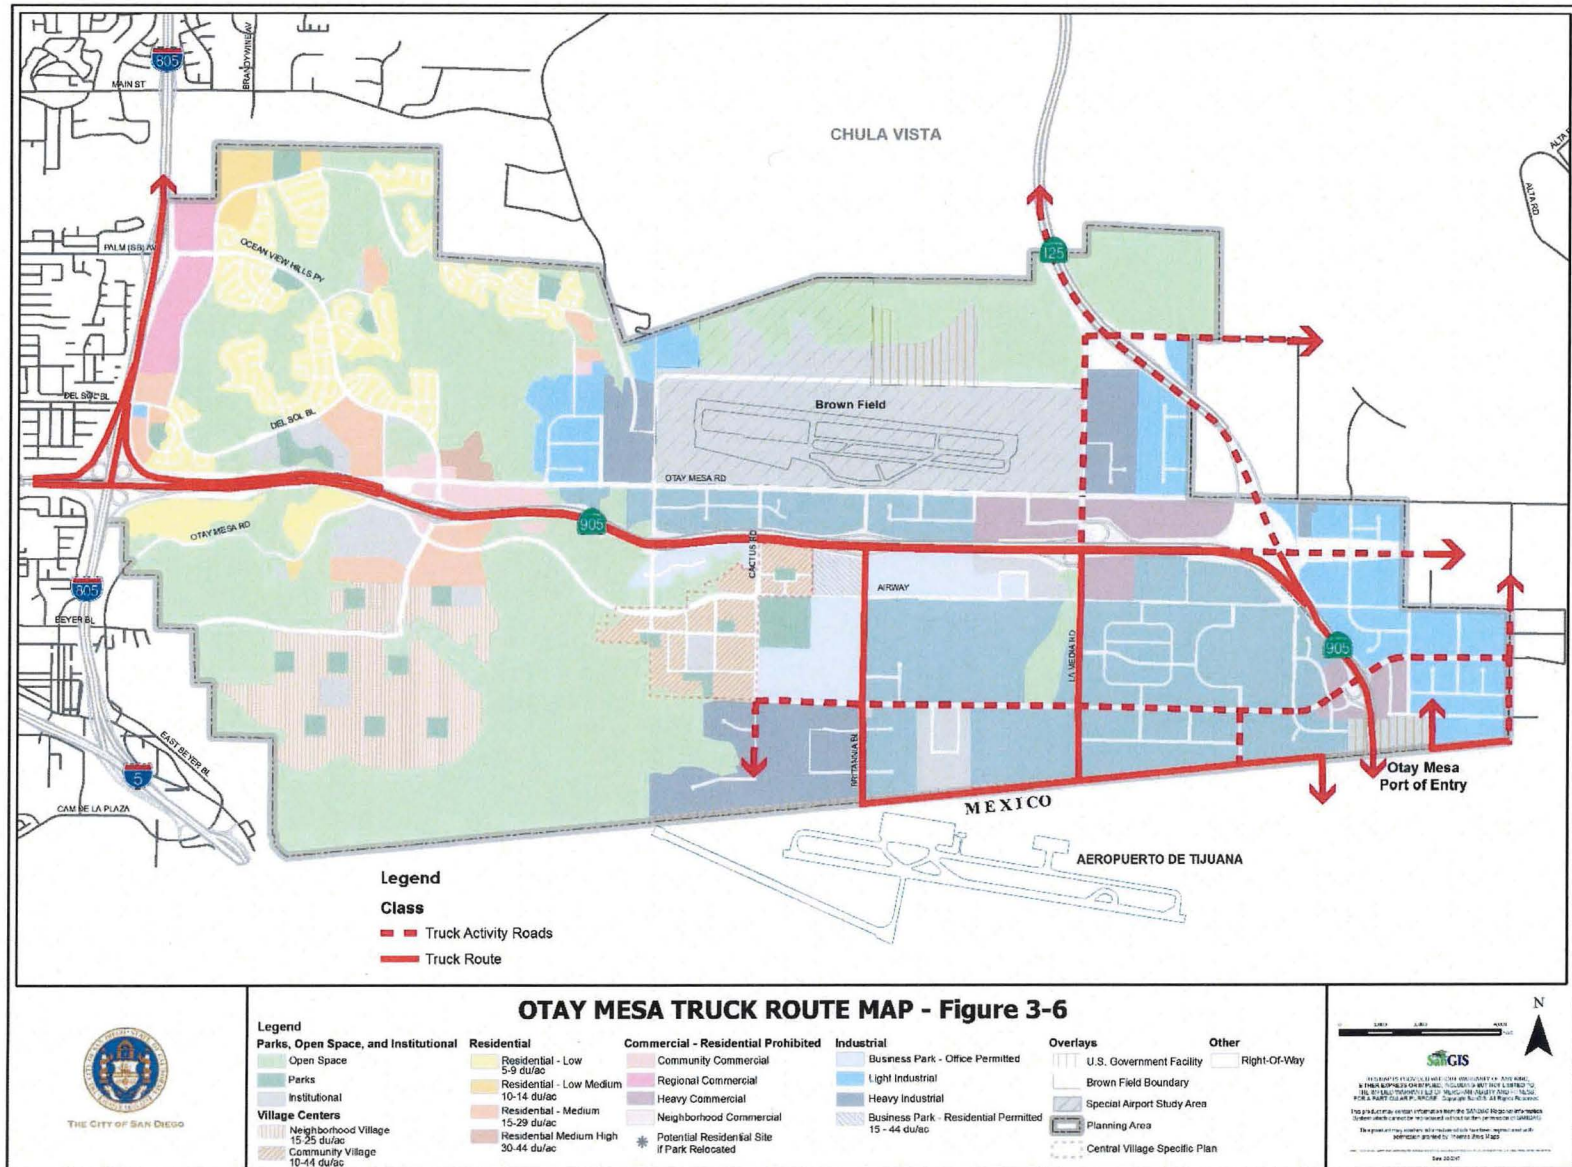 805
MAIN ST
BRANDYWINE AV
CHULA VISTA
ALTA RD
PALM (SB) AV
OCEAN VIEW HILLS PY
125
DEL SOL BL
DEL SOL BL
Brown Field
OTAY MESA RD
905
OTAY MESA RD
CACTUS RD
AIRWAY
805
BEYER BL
LA MEDIA RD
905
EAST BEYER BL
5
BRITANNIA BL
CAM DE LA PLAZA
MEXICO
Otay Mesa
Port of Entry
AEROPUERTO DE TIJUANA
Legend
Class
Truck Activity Roads
Truck Route
OTAY MESA TRUCK ROUTE MAP - Figure 3-6
THE CITY OF SAN DIEGO
Legend
Parks, Open Space, and Institutional
Open Space
Parks
Institutional
Village Centers
Neighborhood Village
15-25 du/ac
Community Village
10-44 du/ac
Residential
Residential - Low
5-9 du/ac
Residential - Low Medium
10-14 du/ac
Residential - Medium
15-29 du/ac
Residential Medium High
30-44 du/ac
Commercial - Residential Prohibited
Community Commercial
Regional Commercial
Heavy Commercial
Neighborhood Commercial
Potential Residential Site
if Park Relocated
Industrial
Business Park - Office Permitted
Light Industrial
Heavy Industrial
Business Park - Residential Permitted
15 - 44 du/ac
Overlays
U.S. Government Facility
Brown Field Boundary
Special Airport Study Area
Planning Area
Central Village Specific Plan
Other
Right-Of-Way
N
SanGIS